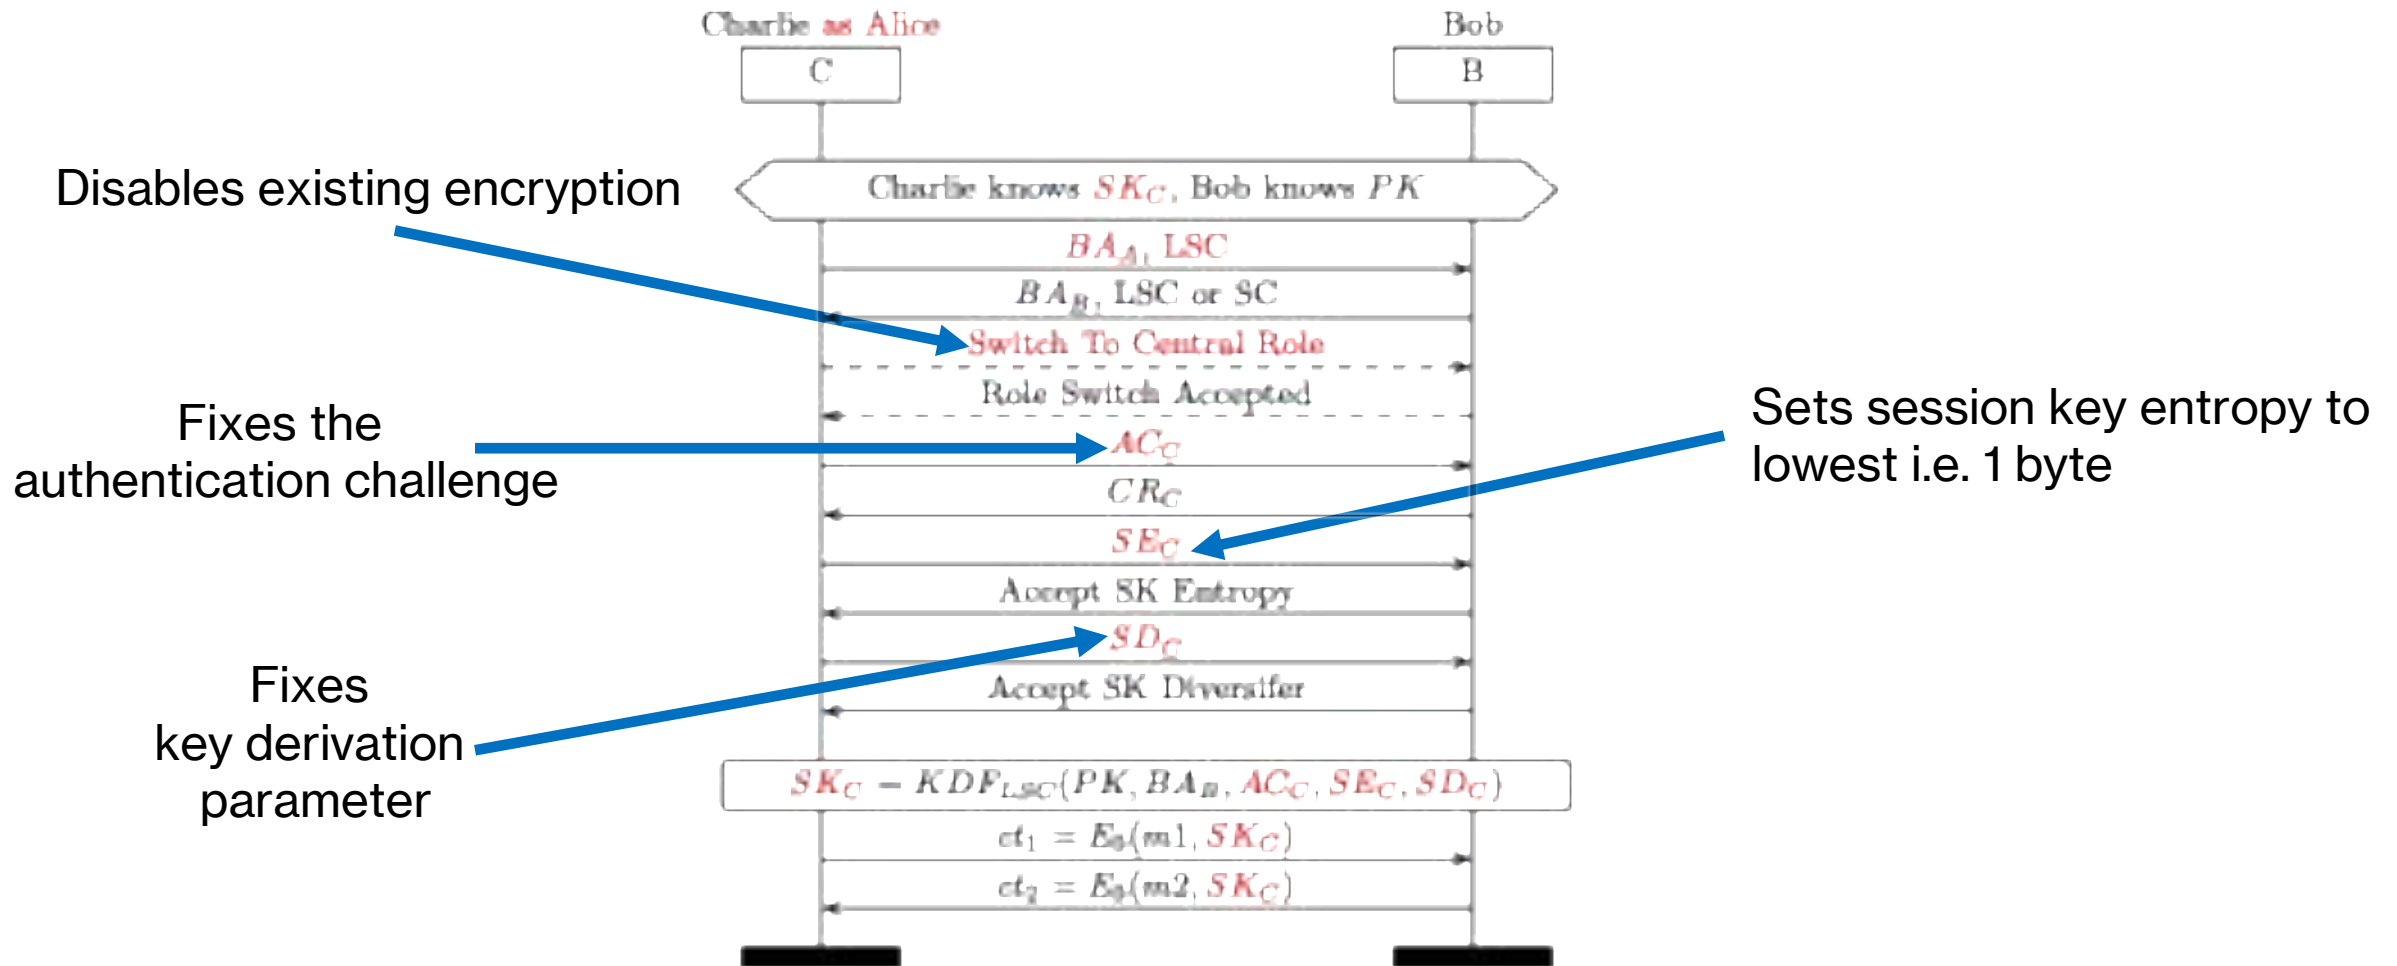 Charlie as Alice
Bob
C
B
Disables existing encryption
Charlie knows SK_C, Bob knows PK
BA_A, LSC
BA_B, LSC or SC
Switch To Central Role
Role Switch Accepted
Fixes the
authentication challenge
AC_C
Sets session key entropy to
lowest i.e. 1 byte
CR_C
SE_C
Accept SK Entropy
SD_C
Accept SK Diversifer
Fixes
key derivation
parameter
SK_C = KDF_LSC(PK, BA_B, AC_C, SE_C, SD_C)
ct_1 = E_0(m1, SK_C)
ct_2 = E_0(m2, SK_C)